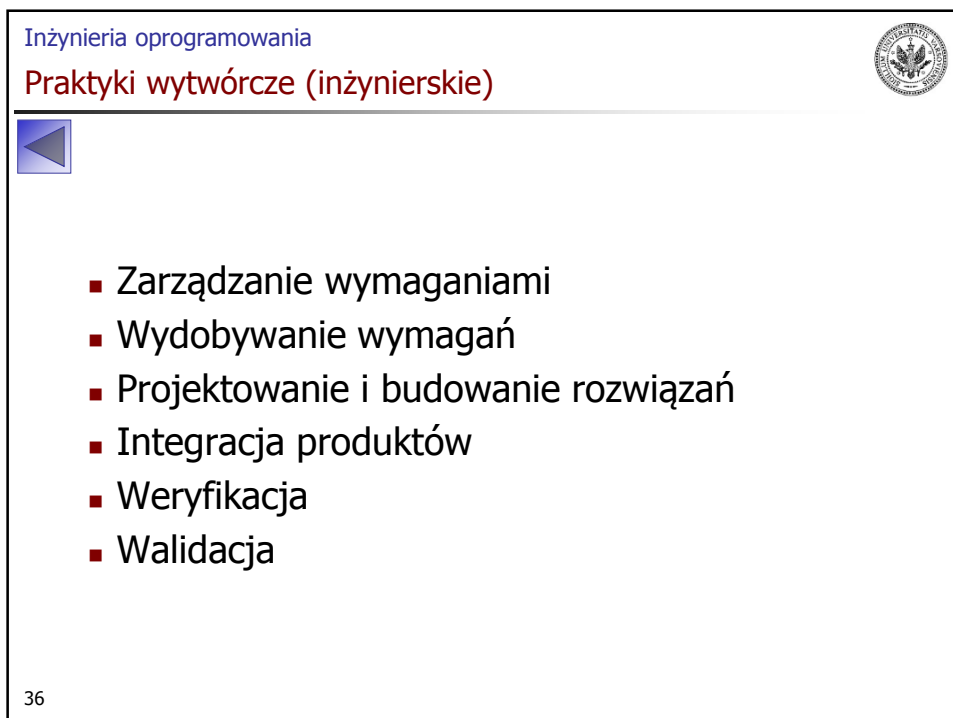 Inżynieria oprogramowania
Praktyki wytwórcze (inżynierskie)
Zarządzanie wymaganiami
Wydobywanie wymagań
Projektowanie i budowanie rozwiązań
Integracja produktów
Weryfikacja
Walidacja
36